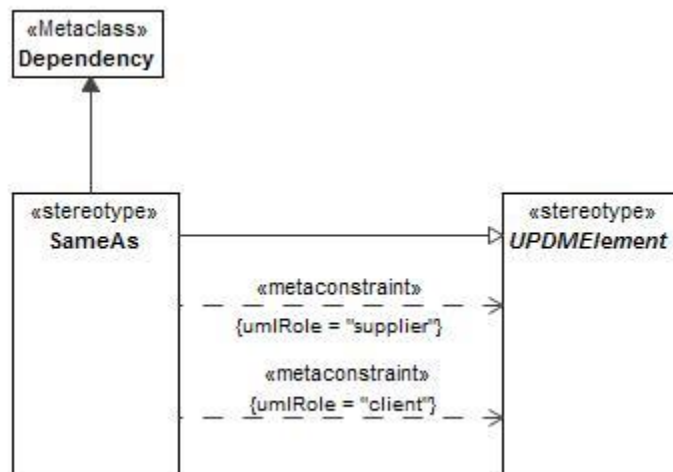 «Metaclass»
Dependency
«stereotype»
SameAs
«stereotype»
UPDMElement
«metaconstraint»
{umlRole = "supplier"}
«metaconstraint»
{umlRole = "client"}